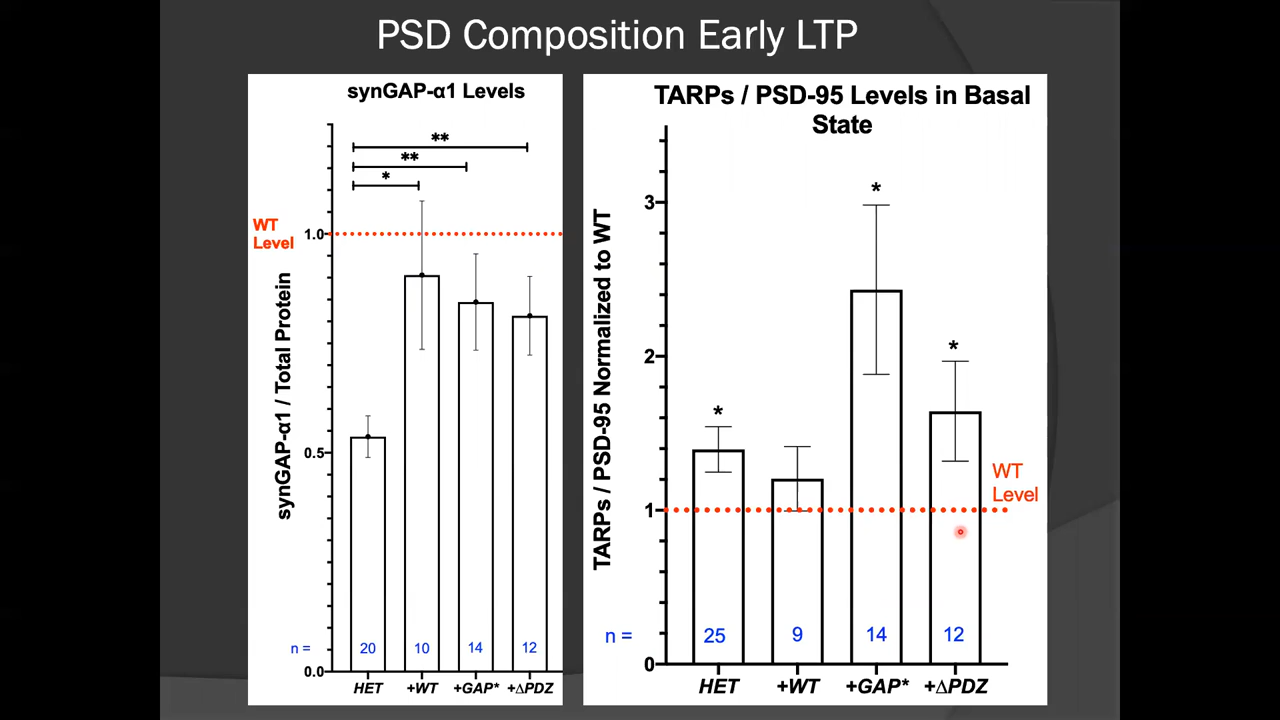 PSD Composition Early LTP
synGAP-α1 Levels
**
**
*
WT
Level
1.0
0.5
0.0
synGAP-α1 / Total Protein
n =
20
10
14
12
HET
+WT
+GAP*
+ΔPDZ
TARPs / PSD-95 Levels in Basal
State
*
*
*
3
2
1
0
TARPs / PSD-95 Normalized to WT
WT
Level
n =
25
9
14
12
HET
+WT
+GAP*
+ΔPDZ